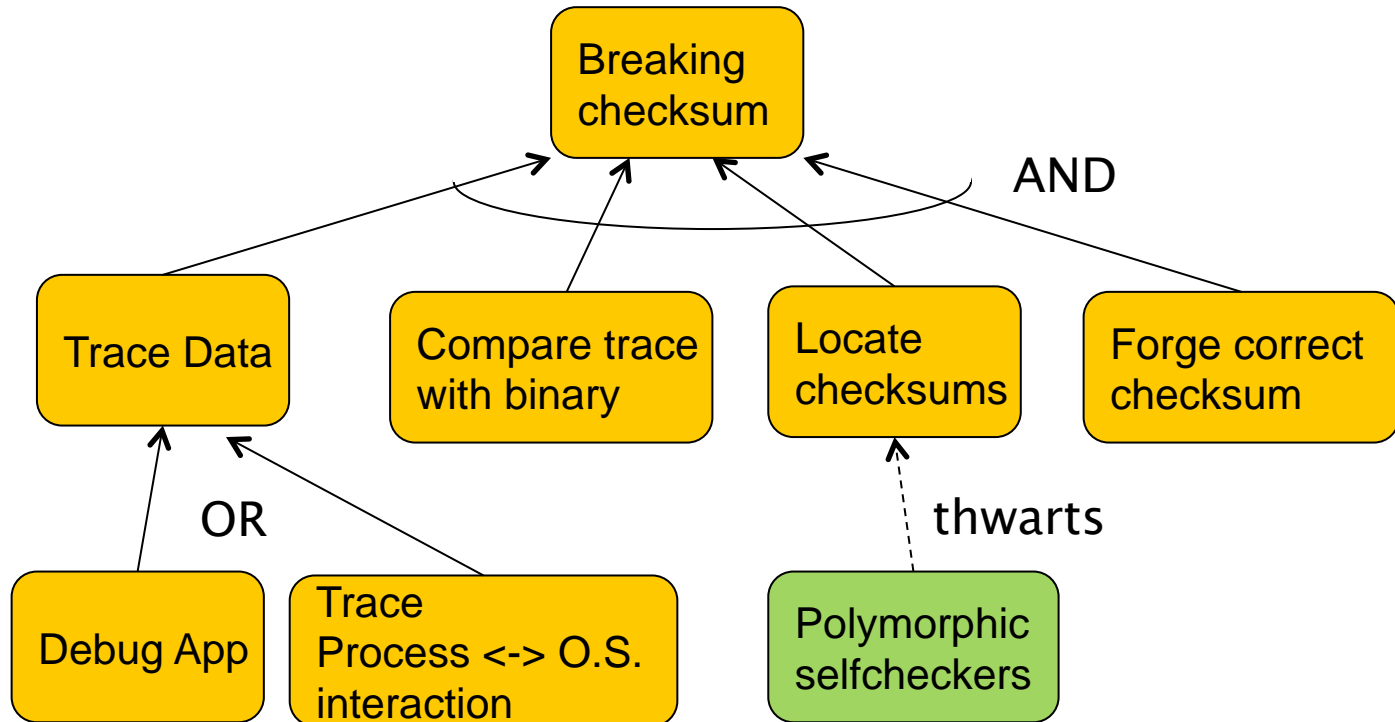 Breaking
checksum
AND
Trace Data
Compare trace
with binary
Locate
checksums
Forge correct
checksum
OR
thwarts
Debug App
Trace
Process <-> O.S.
interaction
Polymorphic
selfcheckers